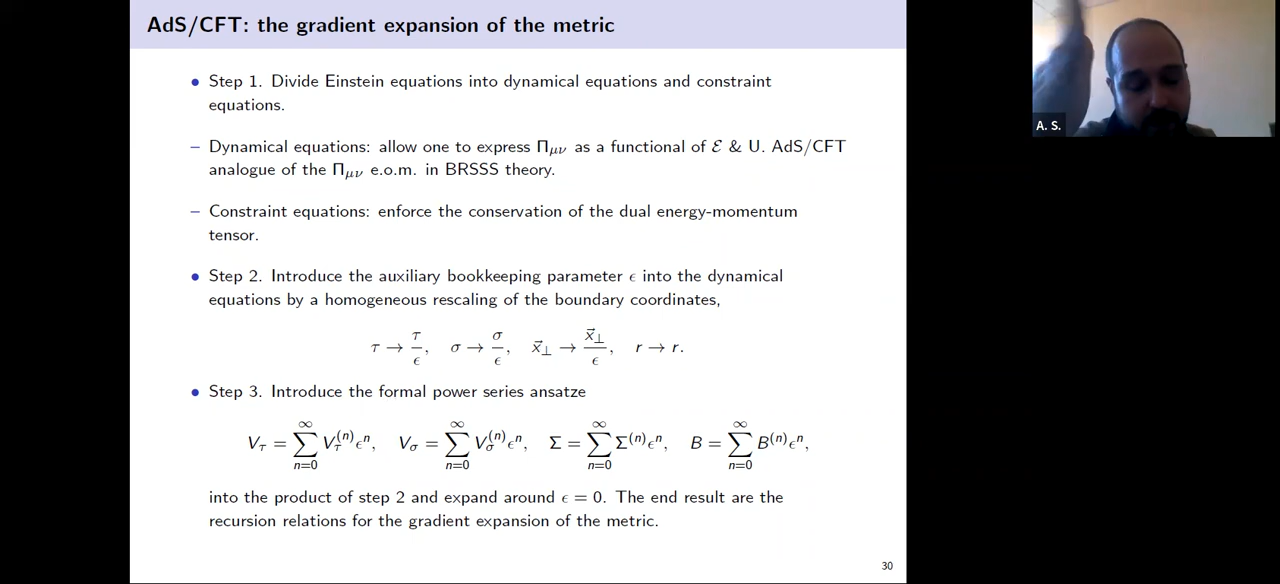 AdS/CFT: the gradient expansion of the metric
• Step 1. Divide Einstein equations into dynamical equations and constraint
equations.
– Dynamical equations: allow one to express Π_{μν} as a functional of ℰ & U. AdS/CFT
analogue of the Π_{μν} e.o.m. in BRSSS theory.
– Constraint equations: enforce the conservation of the dual energy-momentum
tensor.
• Step 2. Introduce the auxiliary bookkeeping parameter ϵ into the dynamical
equations by a homogeneous rescaling of the boundary coordinates,
τ → τ/ϵ, σ → σ/ϵ, x⃗_⊥ → x⃗_⊥/ϵ, r → r.
• Step 3. Introduce the formal power series ansatze
V_τ = ∑_{n=0}^{∞} V_τ^{(n)} ϵ^n, V_σ = ∑_{n=0}^{∞} V_σ^{(n)} ϵ^n, Σ = ∑_{n=0}^{∞} Σ^{(n)} ϵ^n, B = ∑_{n=0}^{∞} B^{(n)} ϵ^n,
into the product of step 2 and expand around ϵ = 0. The end result are the
recursion relations for the gradient expansion of the metric.
30
A. S.